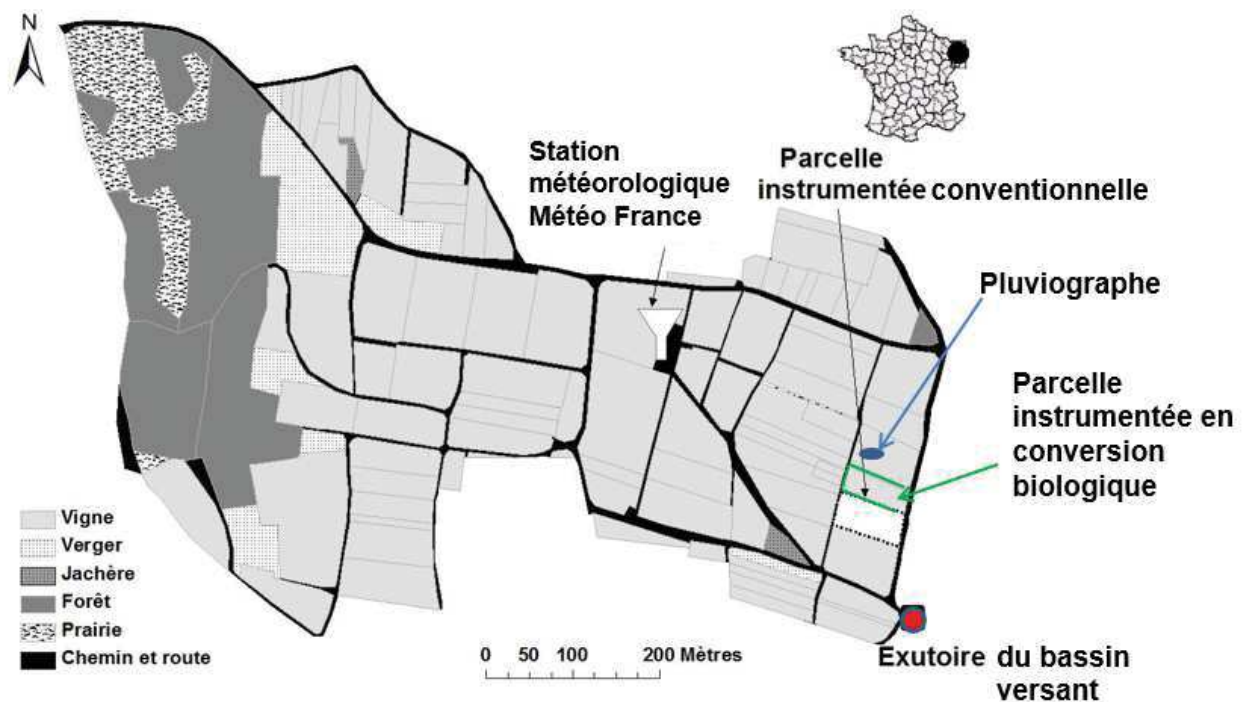 N
Station
météorologique
Météo France
Parcelle
instrumentée conventionnelle
Pluviographe
Parcelle
instrumentée en
conversion
biologique
Vigne
Verger
Jachère
Forêt
Prairie
Chemin et route
0 50 100 200 Mètres
Exutoire du bassin
versant